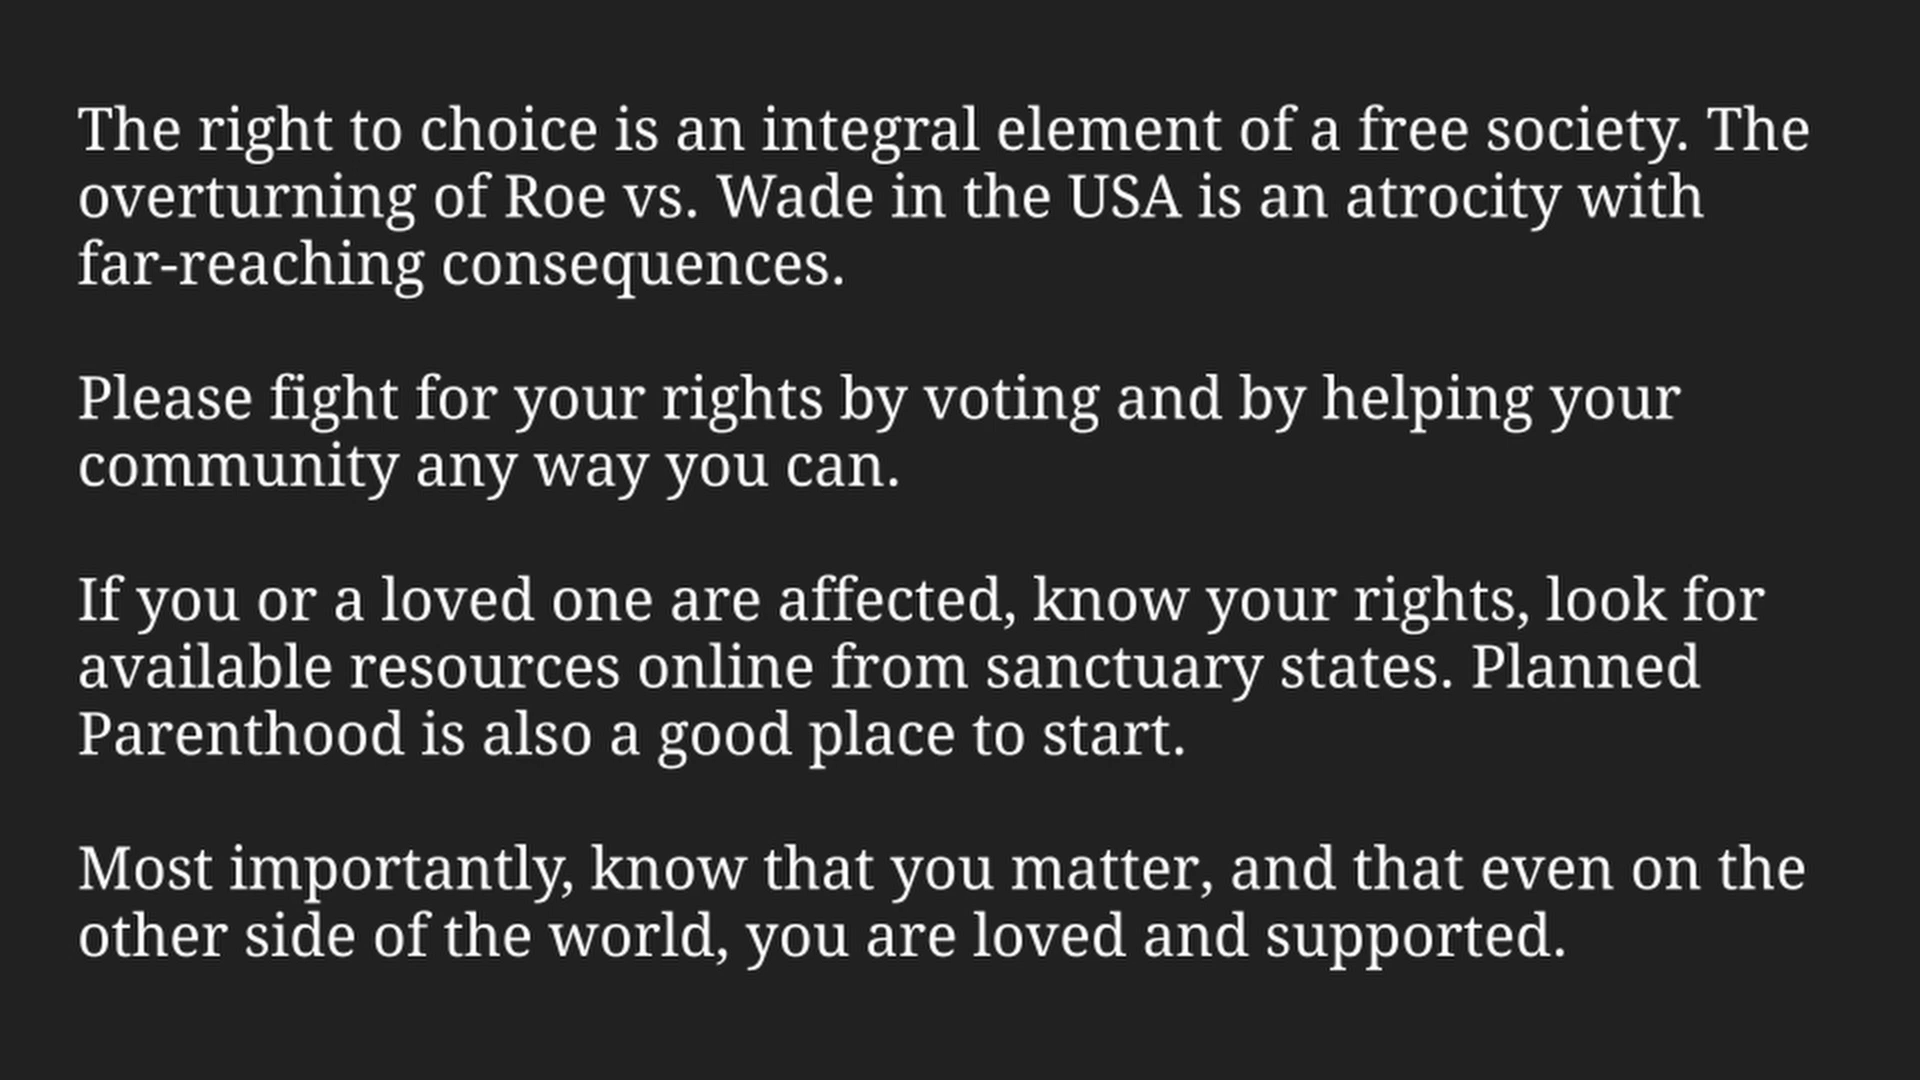 The right to choice is an integral element of a free society. The
overturning of Roe vs. Wade in the USA is an atrocity with
far-reaching consequences.
Please fight for your rights by voting and by helping your
community any way you can.
If you or a loved one are affected, know your rights, look for
available resources online from sanctuary states. Planned
Parenthood is also a good place to start.
Most importantly, know that you matter, and that even on the
other side of the world, you are loved and supported.